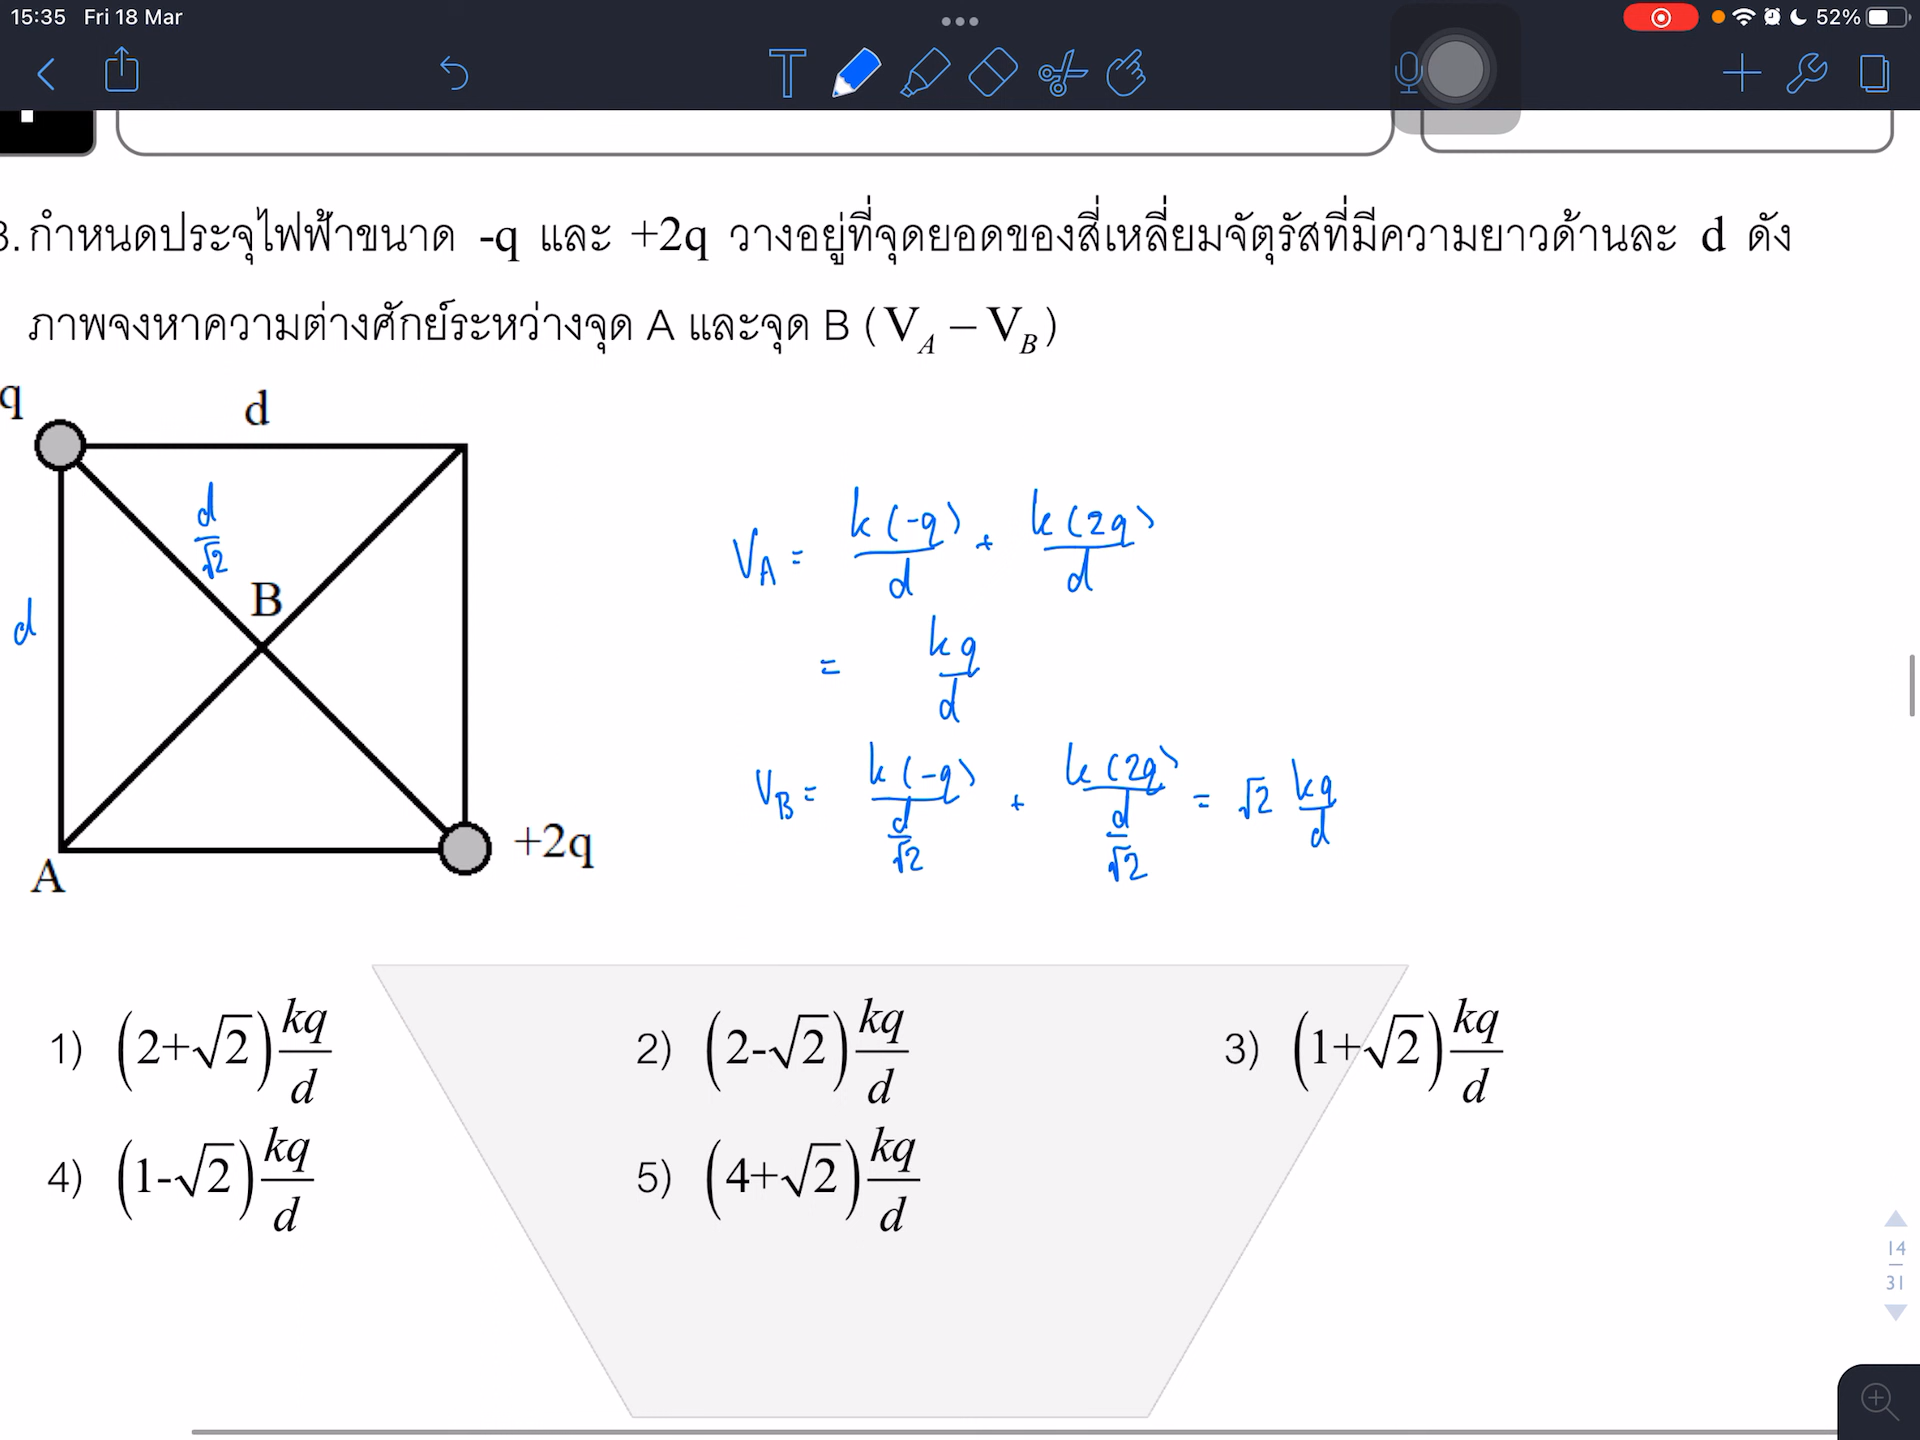 15:35 Fri 18 Mar
52%
3. กำหนดประจุไฟฟ้าขนาด -q และ +2q วางอยู่ที่จุดยอดของสี่เหลี่ยมจัตุรัสที่มีความยาวด้านละ d ดัง
ภาพจงหาความต่างศักย์ระหว่างจุด A และจุด B (V_A – V_B)
q
d
d/√2
B
d
+2q
A
V_A = k(-q)/d + k(2q)/d
= kq/d
V_B = k(-q)/(d/√2) + k(2q)/(d/√2) = √2 kq/d
1) (2+√2) kq/d
2) (2-√2) kq/d
3) (1+√2) kq/d
4) (1-√2) kq/d
5) (4+√2) kq/d
14
31